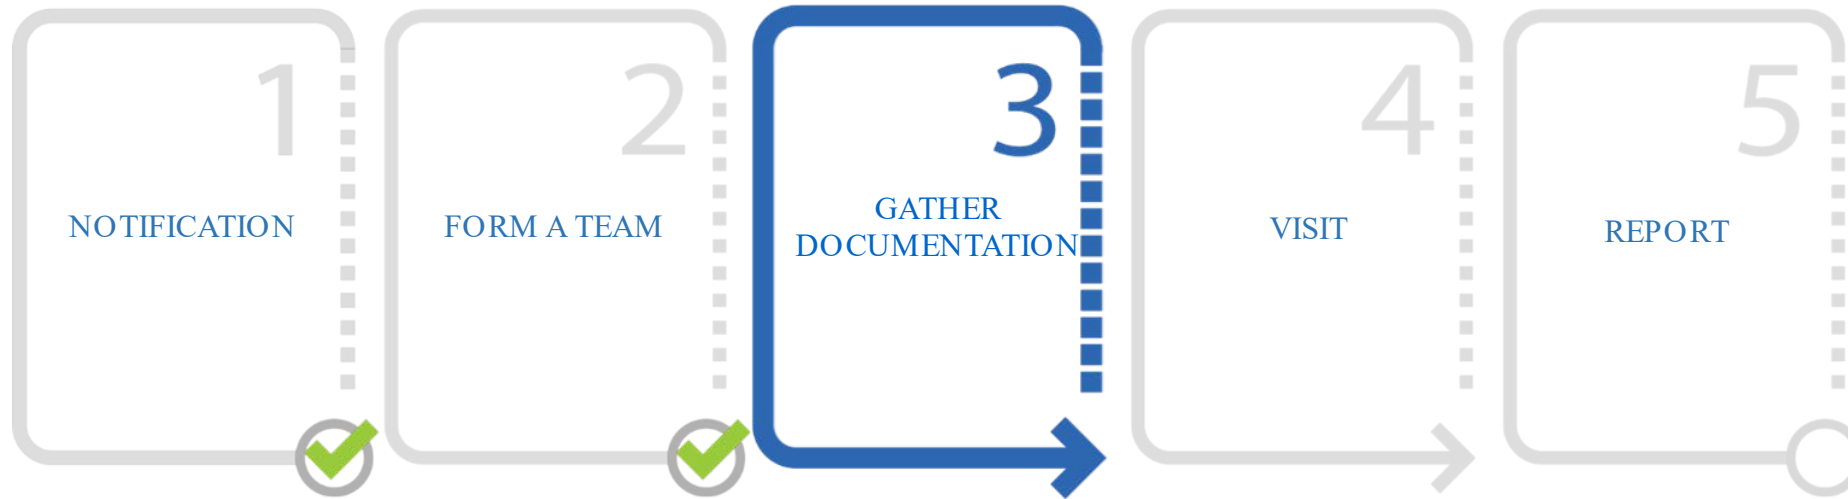 1
NOTIFICATION
2
FORM A TEAM
3
GATHER
DOCUMENTATION
4
VISIT
5
REPORT